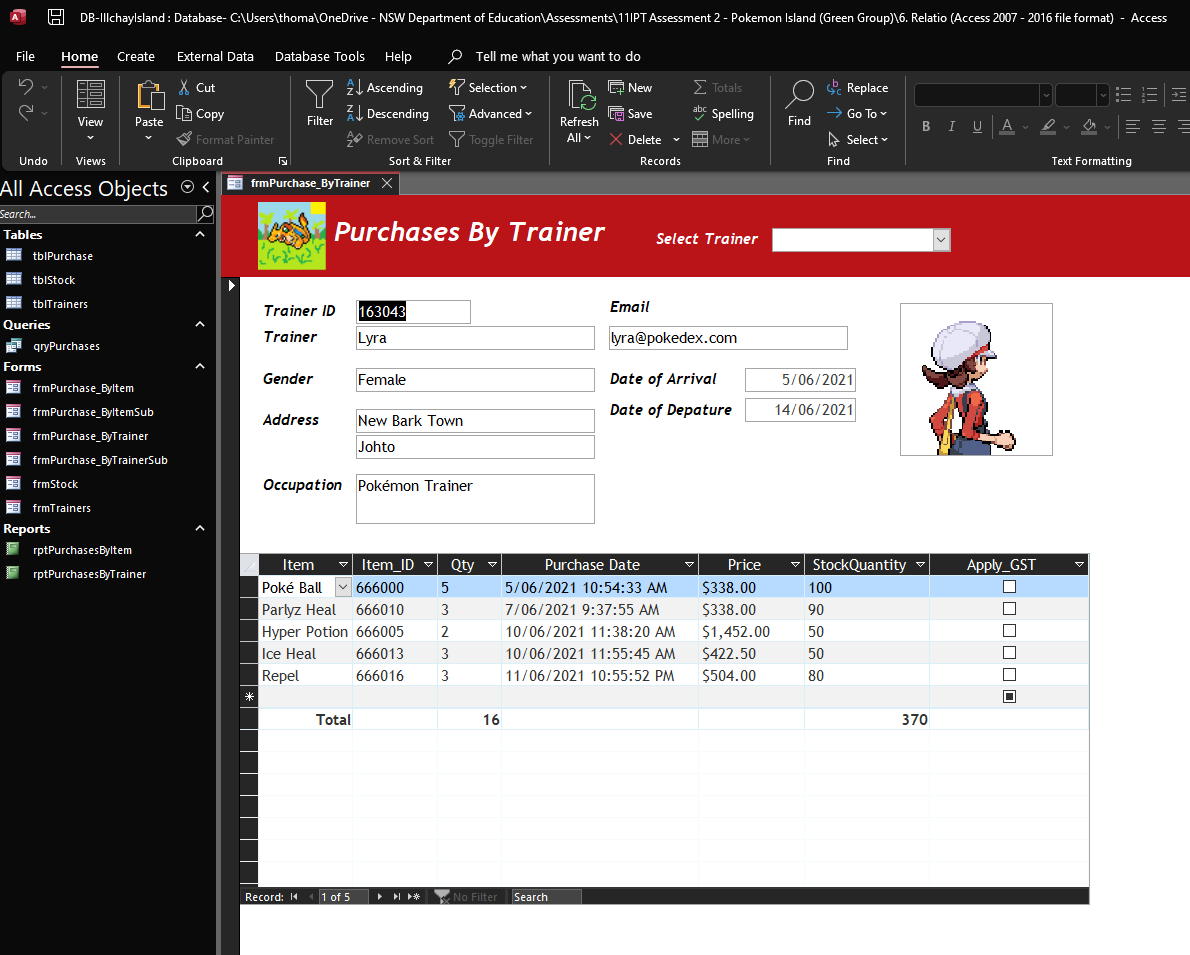 DB-IllchayIsland : Database- C:\Users\thoma\OneDrive - NSW Department of Education\Assessments\11IPT Assessment 2 - Pokemon Island (Green Group)\6. Relatio (Access 2007 - 2016 file format) - Access
File Home Create External Data Database Tools Help Tell me what you want to do
View
Paste
Cut
Copy
Format Painter
Filter
Ascending
Descending
Remove Sort
Selection
Advanced
Toggle Filter
Refresh
All
New
Save
Delete
Totals
Spelling
More
Find
Replace
Go To
Select
B I U A
Undo Views Clipboard Sort & Filter Records Find Text Formatting
All Access Objects
Search...
Tables
tblPurchase
tblStock
tblTrainers
Queries
qryPurchases
Forms
frmPurchase_ByItem
frmPurchase_ByItemSub
frmPurchase_ByTrainer
frmPurchase_ByTrainerSub
frmStock
frmTrainers
Reports
rptPurchasesByItem
rptPurchasesByTrainer
frmPurchase_ByTrainer
Purchases By Trainer
Select Trainer
Trainer ID 163043
Trainer Lyra
Gender Female
Address New Bark Town
Johto
Occupation Pokémon Trainer
Email
lyra@pokedex.com
Date of Arrival 5/06/2021
Date of Depature 14/06/2021
Item Item_ID Qty Purchase Date Price StockQuantity Apply_GST
Poké Ball 666000 5 5/06/2021 10:54:33 AM $338.00 100
Parlyz Heal 666010 3 7/06/2021 9:37:55 AM $338.00 90
Hyper Potion 666005 2 10/06/2021 11:38:20 AM $1,452.00 50
Ice Heal 666013 3 10/06/2021 11:55:45 AM $422.50 50
Repel 666016 3 11/06/2021 10:55:52 PM $504.00 80
Total 16 370
Record: 1 of 5 No Filter Search